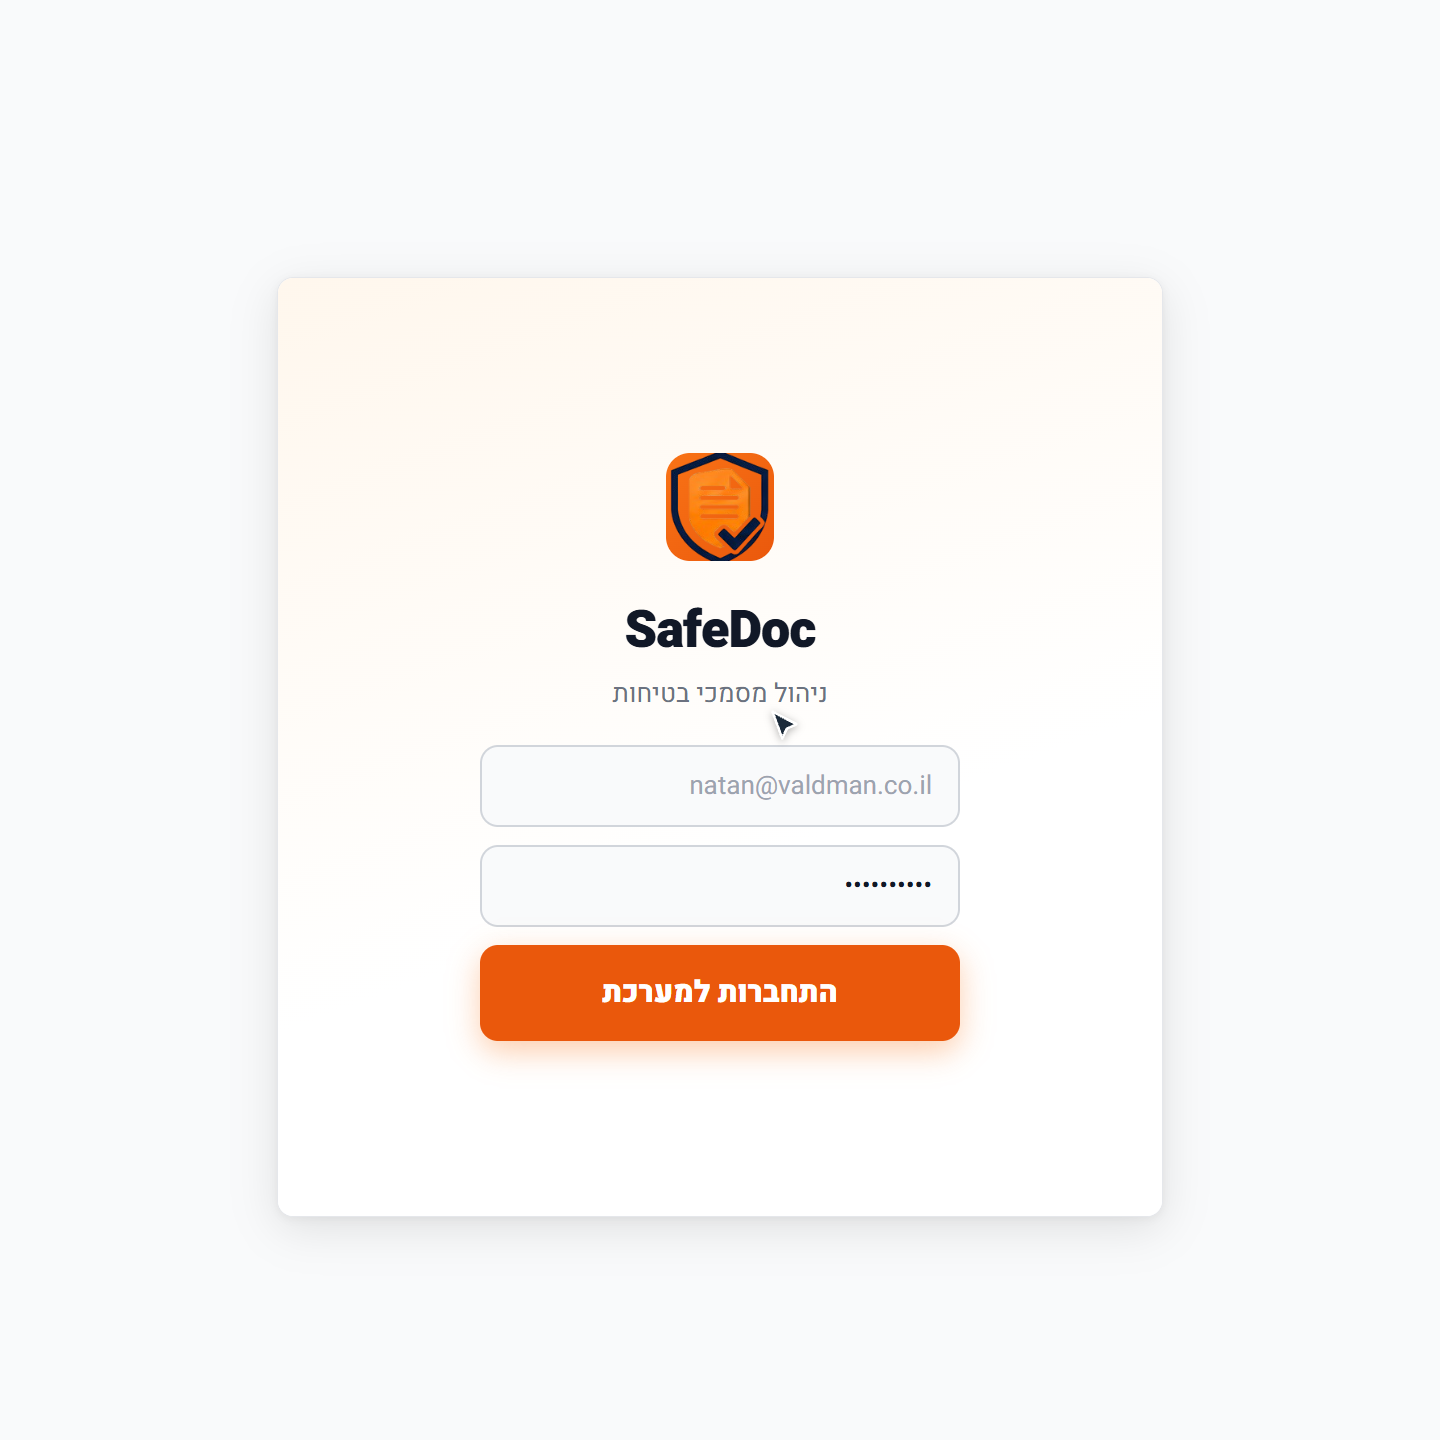 SafeDoc
ניהול מסמכי בטיחות
natan@valdman.co.il
••••••••••
התחברות למערכת